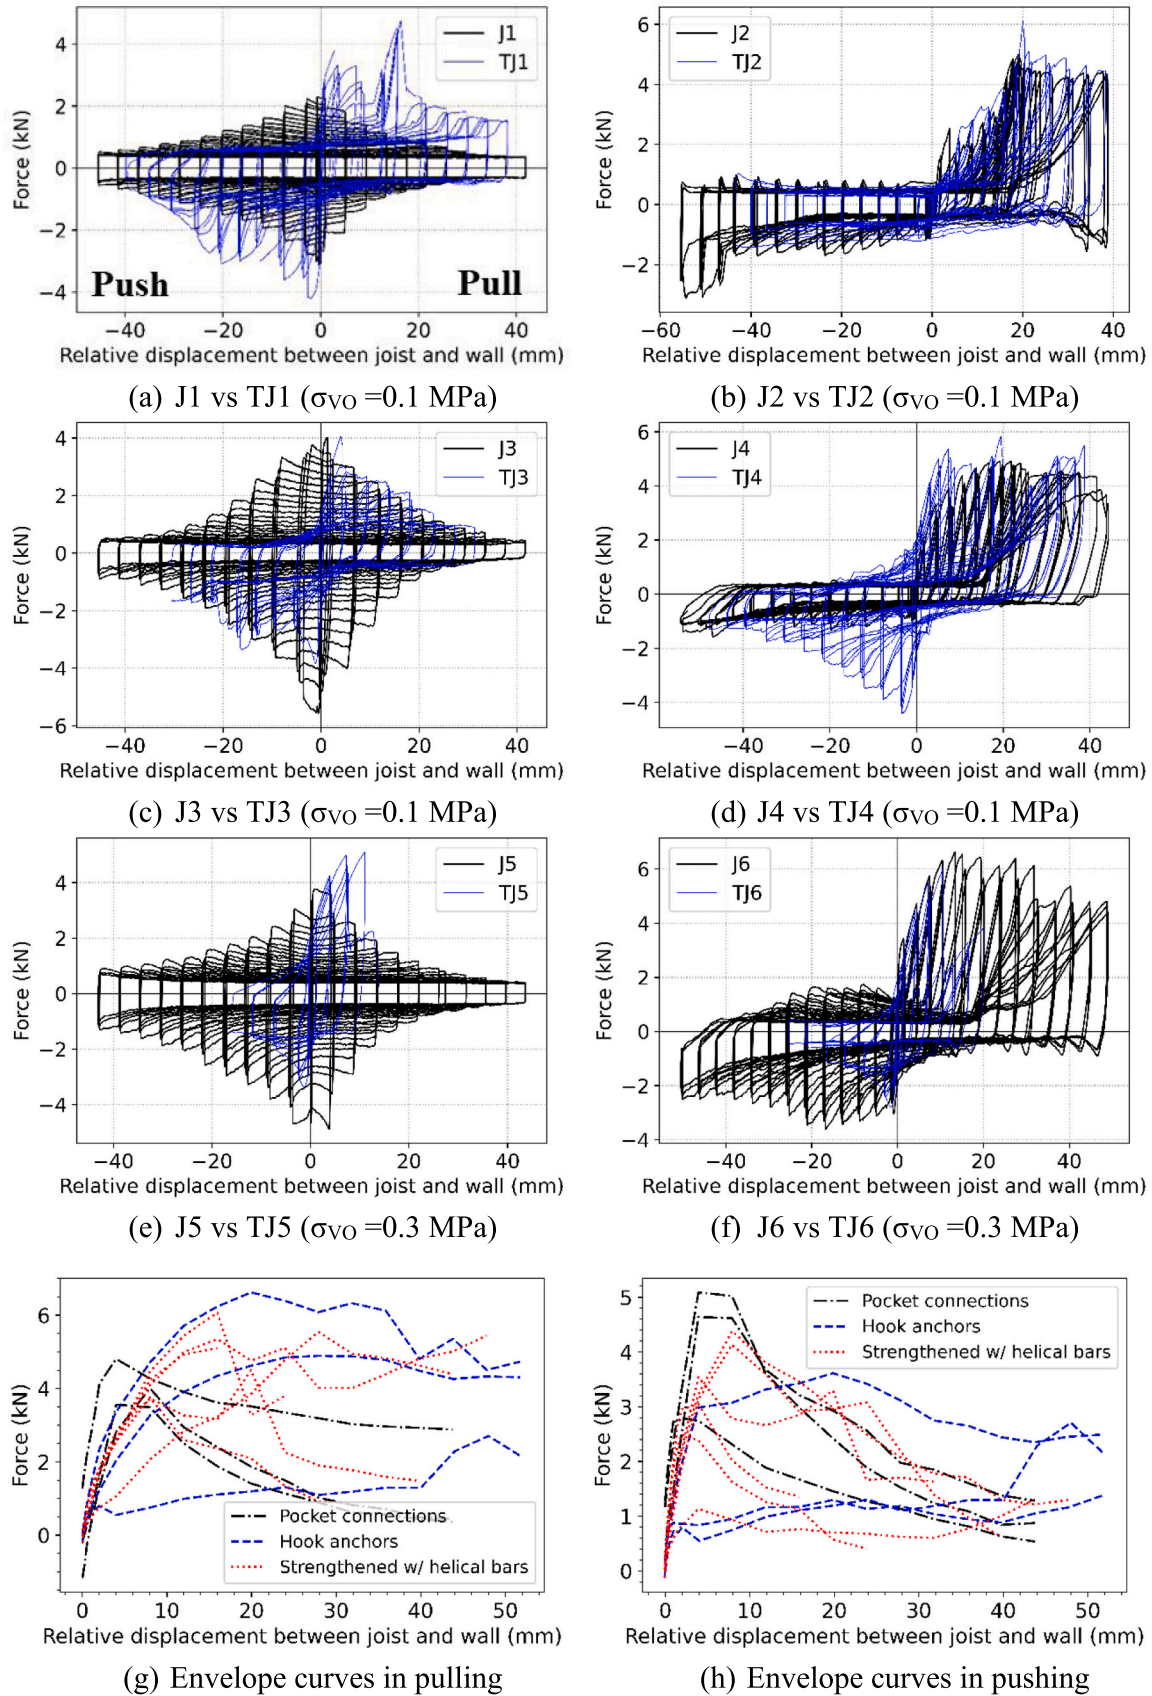 J1
TJ1
4
2
0
−2
−4
Force (kN)
Push
Pull
−40 −20 0 20 40
Relative displacement between joist and wall (mm)
(a) J1 vs TJ1 (σVO =0.1 MPa)
J2
TJ2
6
4
2
0
−2
Force (kN)
−60 −40 −20 0 20 40
Relative displacement between joist and wall (mm)
(b) J2 vs TJ2 (σVO =0.1 MPa)
J3
TJ3
4
2
0
−2
−4
−6
Force (kN)
−40 −20 0 20 40
Relative displacement between joist and wall (mm)
(c) J3 vs TJ3 (σVO =0.1 MPa)
J4
TJ4
6
4
2
0
−2
−4
Force (kN)
−40 −20 0 20 40
Relative displacement between joist and wall (mm)
(d) J4 vs TJ4 (σVO =0.1 MPa)
J5
TJ5
4
2
0
−2
−4
Force (kN)
−40 −20 0 20 40
Relative displacement between joist and wall (mm)
(e) J5 vs TJ5 (σVO =0.3 MPa)
J6
TJ6
6
4
2
0
−2
−4
Force (kN)
−40 −20 0 20 40
Relative displacement between joist and wall (mm)
(f) J6 vs TJ6 (σVO =0.3 MPa)
6
4
2
0
Force (kN)
Pocket connections
Hook anchors
Strengthened w/ helical bars
0 10 20 30 40 50
Relative displacement between joist and wall (mm)
(g) Envelope curves in pulling
Pocket connections
Hook anchors
Strengthened w/ helical bars
5
4
3
2
1
0
Force (kN)
0 10 20 30 40 50
Relative displacement between joist and wall (mm)
(h) Envelope curves in pushing